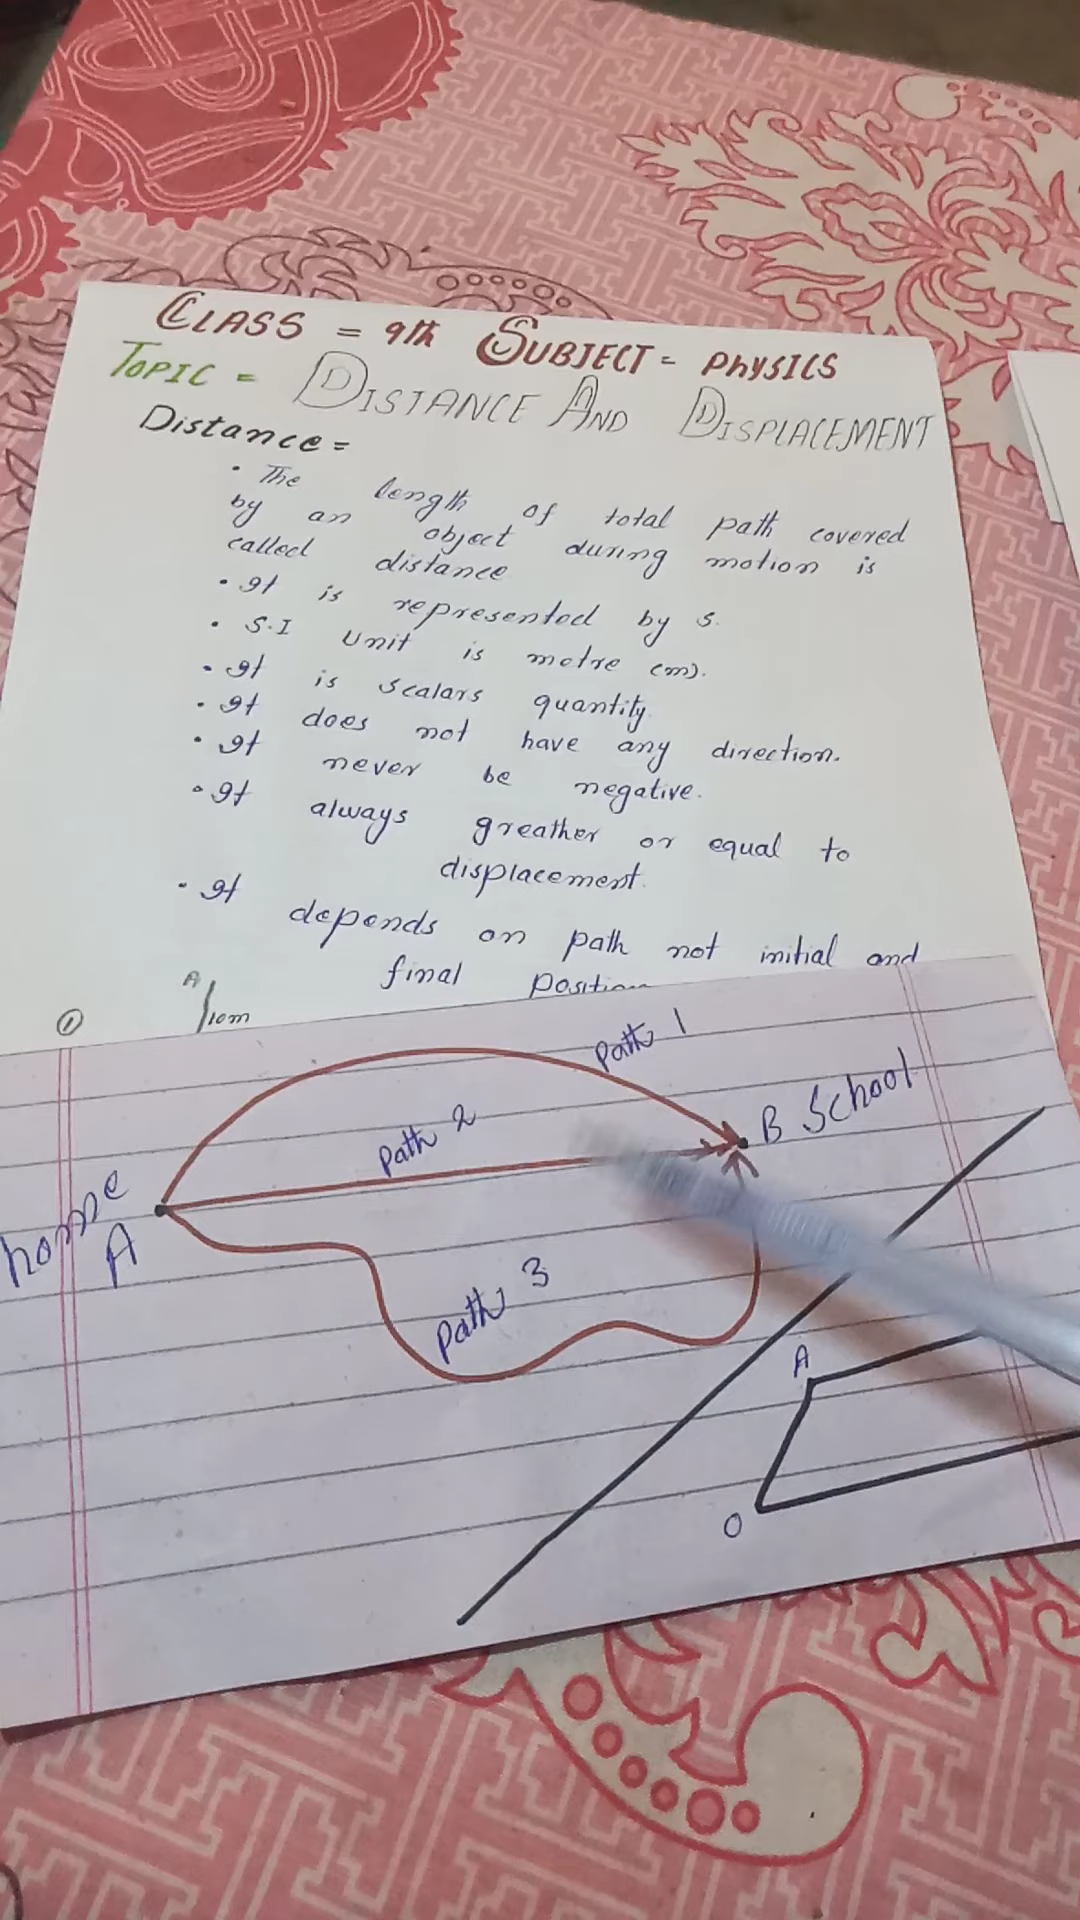 CLASS = 9th SUBJECT = PhYSICS
TOPIC = DISTANCE AND DISPLACEMENT
Distance =
• The length of total path covered
by an object during motion is
called distance
• It is represented by s.
• S.I Unit is metre (m).
• It is scalars quantity.
• It does not have any direction.
• It never be negative.
• It always greather or equal to
displacement.
• It depends on path not initial and
final
A
① 10m
Path 1
Path 2
B School
home
A
Path 3
A
O